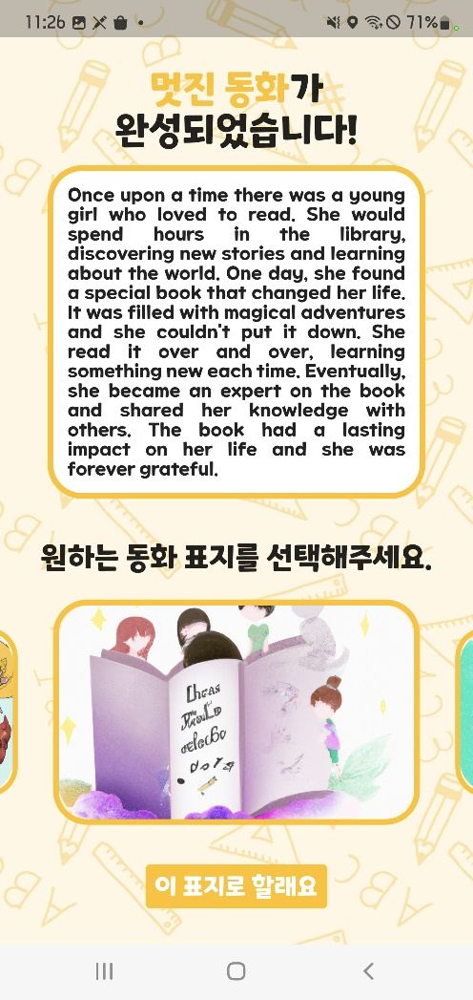 11:26
71%
멋진 동화가
완성되었습니다!
Once upon a time there was a young
girl who loved to read. She would
spend hours in the library,
discovering new stories and learning
about the world. One day, she found
a special book that changed her life.
It was filled with magical adventures
and she couldn't put it down. She
read it over and over, learning
something new each time. Eventually,
she became an expert on the book
and shared her knowledge with
others. The book had a lasting
impact on her life and she was
forever grateful.
원하는 동화 표지를 선택해주세요.
이 표지로 할래요